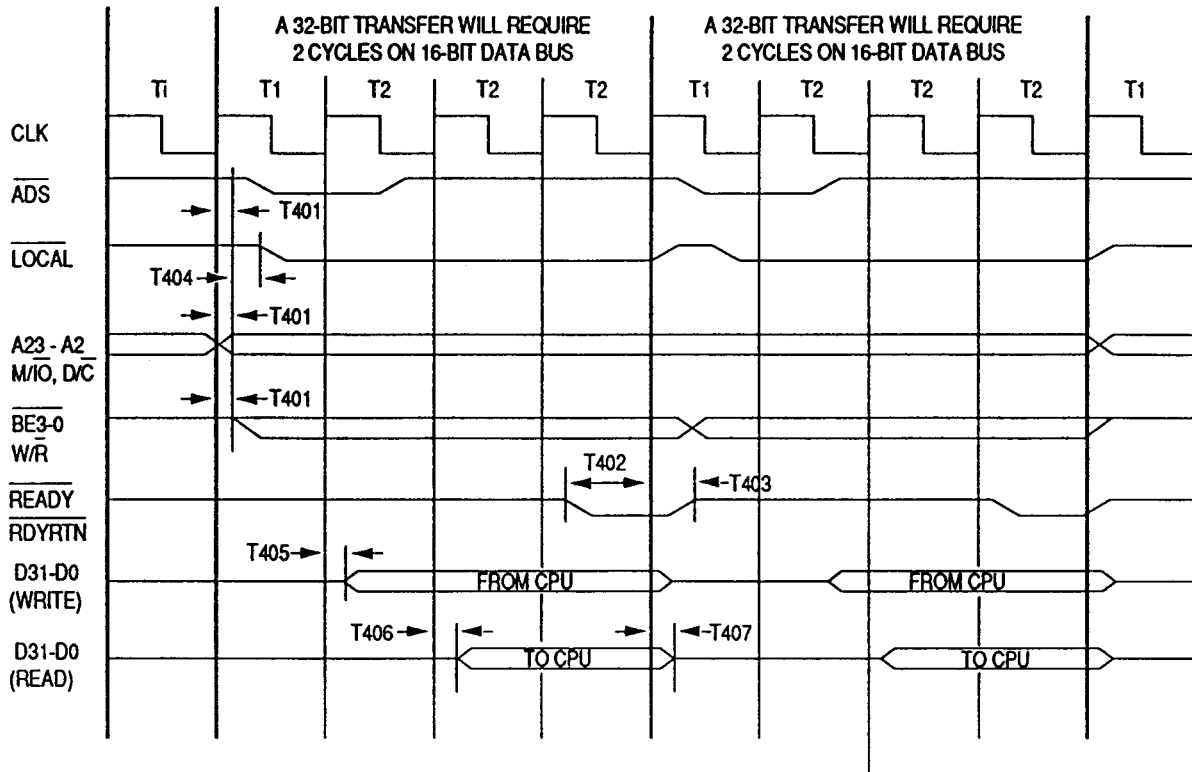 A 32-BIT TRANSFER WILL REQUIRE
2 CYCLES ON 16-BIT DATA BUS
A 32-BIT TRANSFER WILL REQUIRE
2 CYCLES ON 16-BIT DATA BUS
Ti T1 T2 T2 T2 T1 T2 T2 T2 T1
CLK
ADS
T401
LOCAL
T404
T401
A23 - A2
M/IO, D/C
T401
BE3-0
W/R
T402
READY
T403
RDYRTN
T405
D31-D0
FROM CPU FROM CPU
(WRITE)
T406 T407
D31-D0
TO CPU TO CPU
(READ)